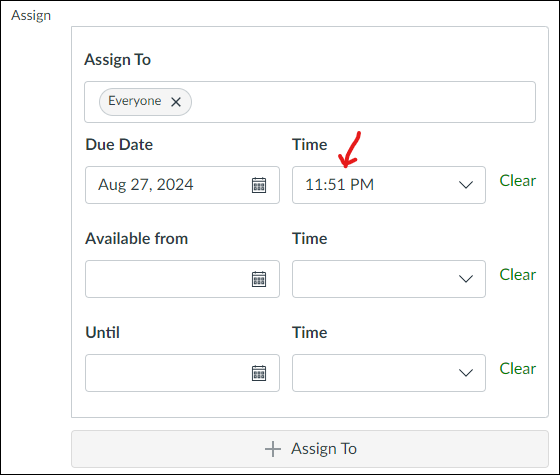 Assign
Assign To
Everyone
Due Date Time
Aug 27, 2024 11:51 PM Clear
Available from Time
Clear
Until Time
Clear
Assign To